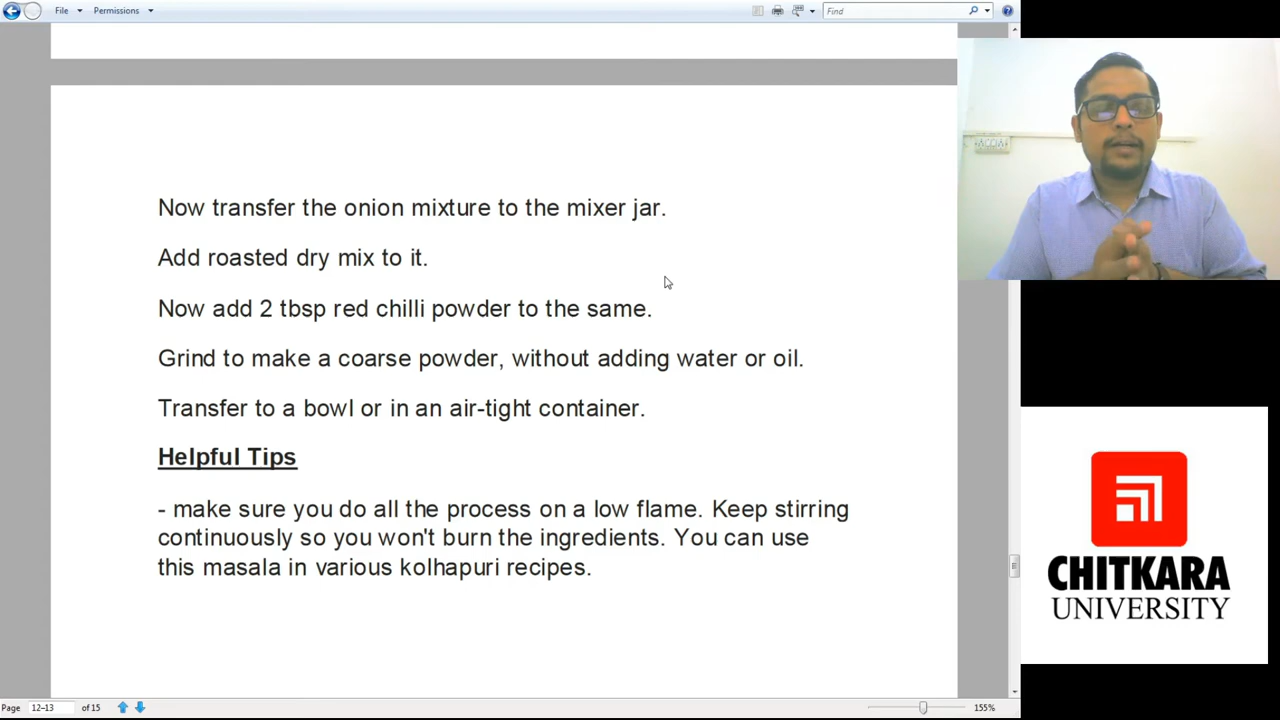 File
Permissions
Find
Now transfer the onion mixture to the mixer jar.
Add roasted dry mix to it.
Now add 2 tbsp red chilli powder to the same.
Grind to make a coarse powder, without adding water or oil.
Transfer to a bowl or in an air-tight container.
Helpful Tips
- make sure you do all the process on a low flame. Keep stirring
continuously so you won't burn the ingredients. You can use
this masala in various kolhapuri recipes.
CHITKARA
UNIVERSITY
Page 12-13 of 15
155%